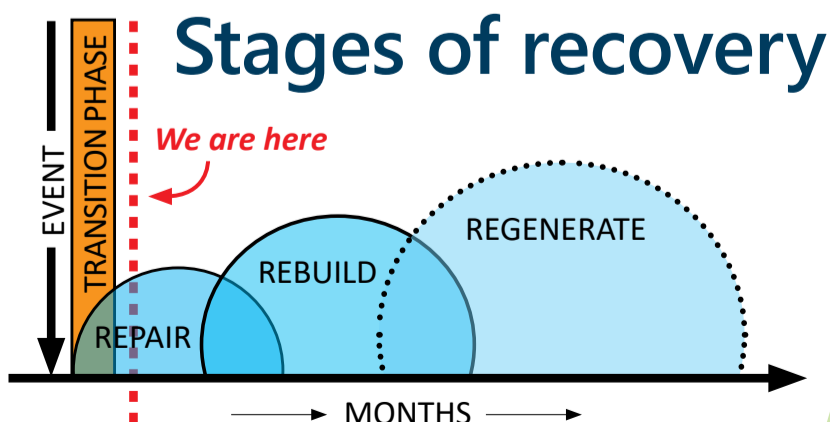 Stages of recovery
EVENT
TRANSITION PHASE
We are here
REPAIR
REBUILD
REGENERATE
MONTHS